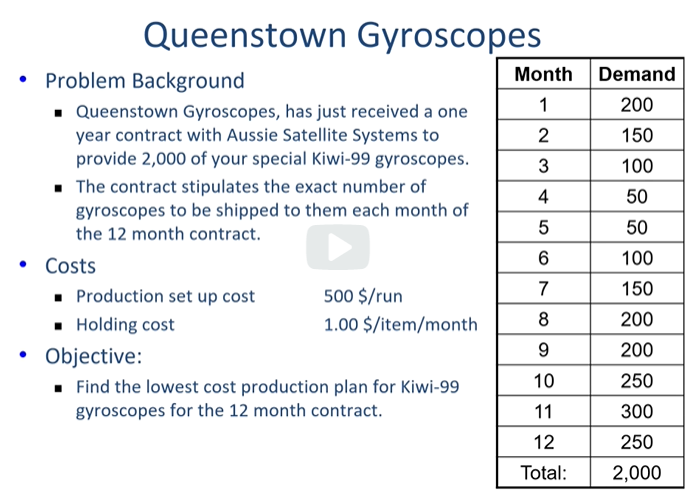 Queenstown Gyroscopes
• Problem Background
▪ Queenstown Gyroscopes, has just received a one
year contract with Aussie Satellite Systems to
provide 2,000 of your special Kiwi-99 gyroscopes.
▪ The contract stipulates the exact number of
gyroscopes to be shipped to them each month of
the 12 month contract.
• Costs
▪ Production set up cost 500 $/run
▪ Holding cost 1.00 $/item/month
• Objective:
▪ Find the lowest cost production plan for Kiwi-99
gyroscopes for the 12 month contract.
Month Demand
1 200
2 150
3 100
4 50
5 50
6 100
7 150
8 200
9 200
10 250
11 300
12 250
Total: 2,000